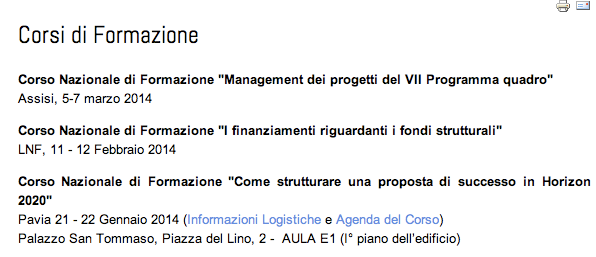 Corsi di Formazione
Corso Nazionale di Formazione "Management dei progetti del VII Programma quadro"
Assisi, 5-7 marzo 2014
Corso Nazionale di Formazione "I finanziamenti riguardanti i fondi strutturali"
LNF, 11 - 12 Febbraio 2014
Corso Nazionale di Formazione "Come strutturare una proposta di successo in Horizon
2020"
Pavia 21 - 22 Gennaio 2014 (Informazioni Logistiche e Agenda del Corso)
Palazzo San Tommaso, Piazza del Lino, 2 - AULA E1 (I° piano dell'edificio)